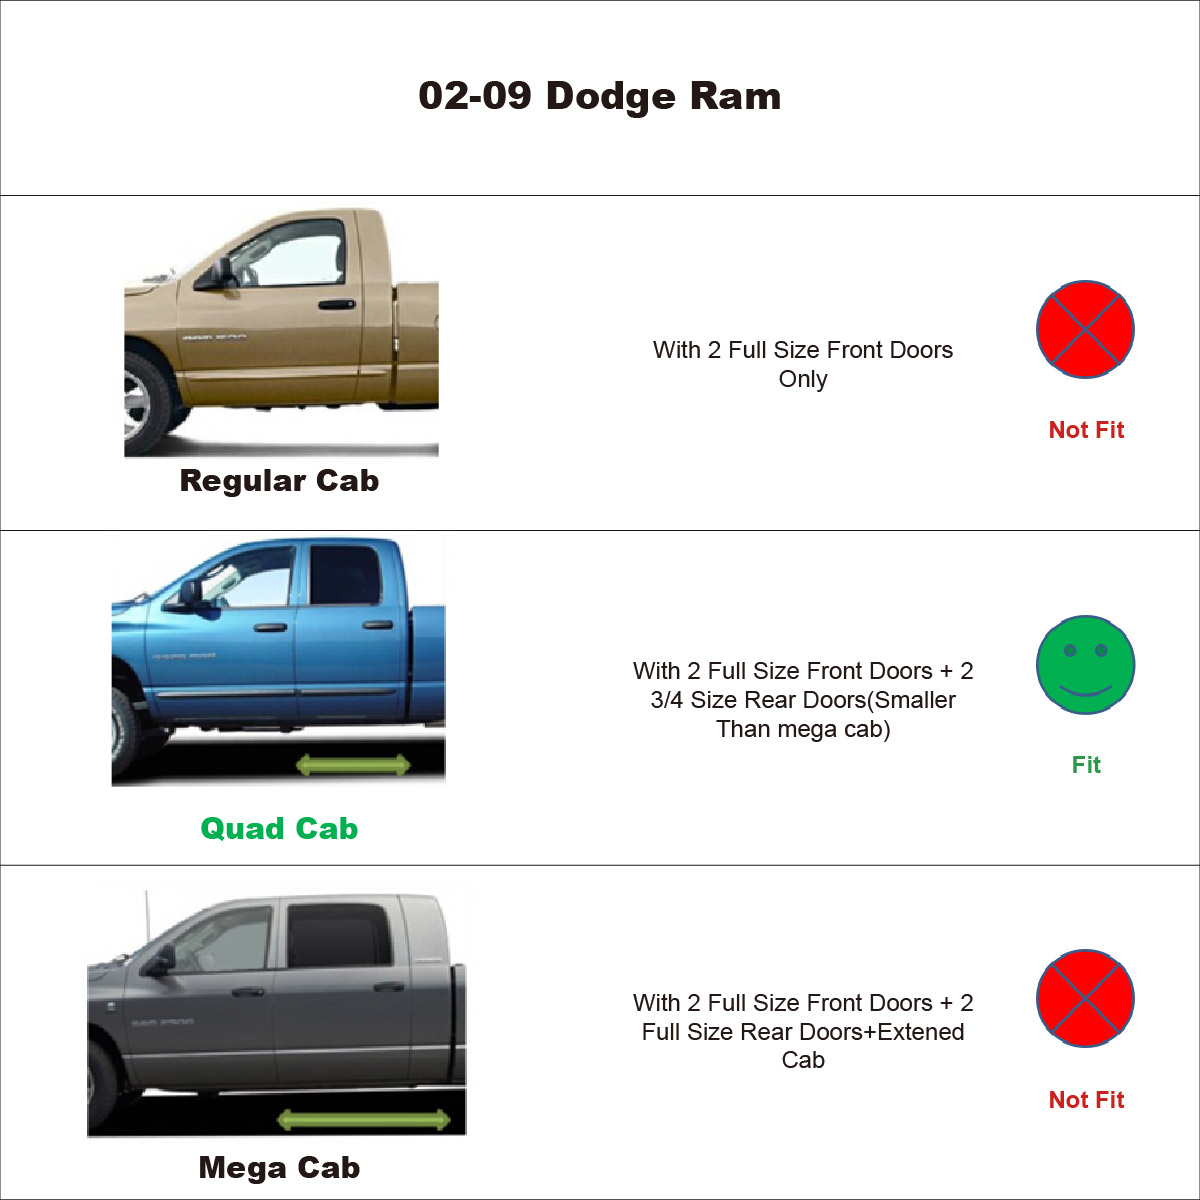 02-09 Dodge Ram
With 2 Full Size Front Doors
Only
Not Fit
Regular Cab
With 2 Full Size Front Doors + 2
3/4 Size Rear Doors(Smaller
Than mega cab)
Fit
Quad Cab
With 2 Full Size Front Doors + 2
Full Size Rear Doors+Extened
Cab
Not Fit
Mega Cab